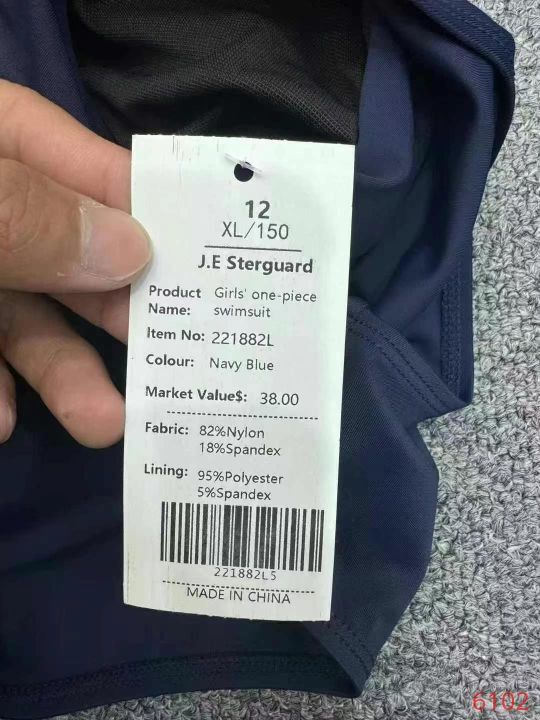 12
XL/150
J.E Sterguard
Product Name: Girls' one-piece swimsuit
Item No: 221882L
Colour: Navy Blue
Market Value$: 38.00
Fabric: 82%Nylon
18%Spandex
Lining: 95%Polyester
5%Spandex
221882L5
MADE IN CHINA
6102